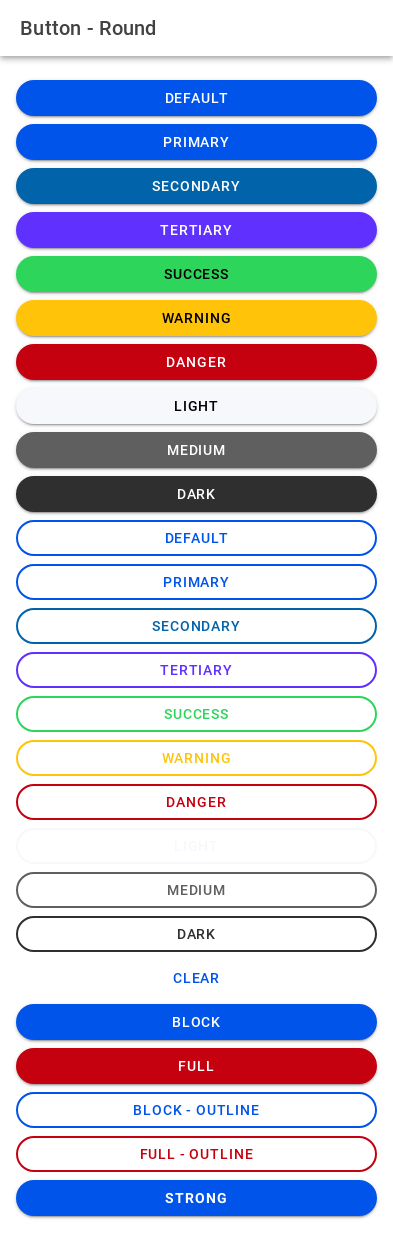 Button - Round
DEFAULT
PRIMARY
SECONDARY
TERTIARY
SUCCESS
WARNING
DANGER
LIGHT
MEDIUM
DARK
DEFAULT
PRIMARY
SECONDARY
TERTIARY
SUCCESS
WARNING
DANGER
LIGHT
MEDIUM
DARK
CLEAR
BLOCK
FULL
BLOCK - OUTLINE
FULL - OUTLINE
STRONG